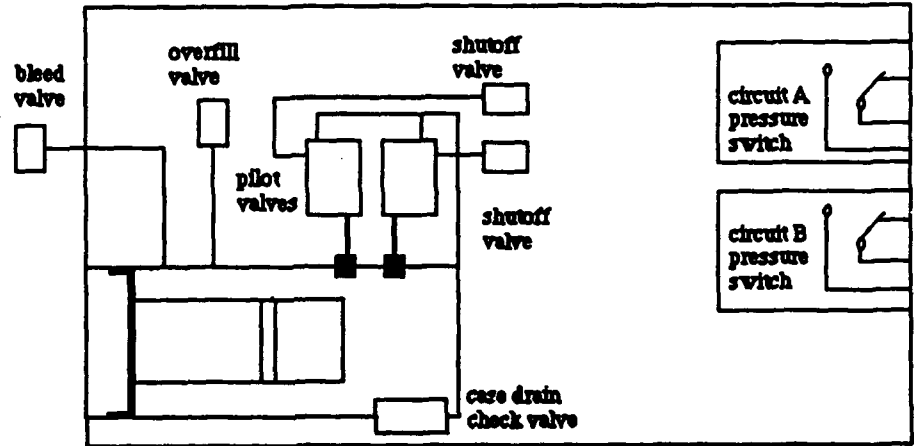 bleed
valve
overfill
valve
shutoff
valve
pilot
valves
shutoff
valve
case drain
check valve
circuit A
pressure
switch
circuit B
pressure
switch